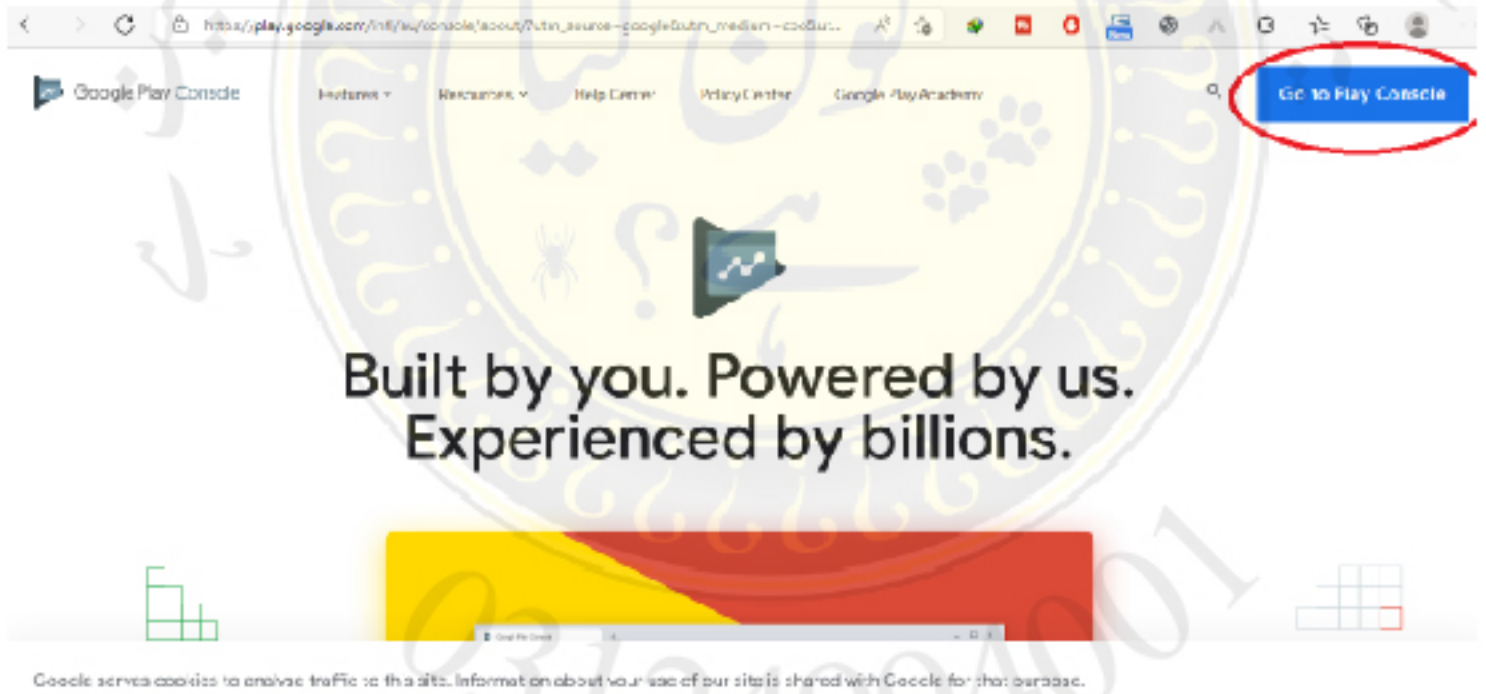 Google Play Console
Features
Resources
Help Center
Policy Center
Google Play Academy
Go to Play Console
Built by you. Powered by us.
Experienced by billions.
Google serves cookies to analyse traffic to this site. Information about your use of our site is shared with Google for that purpose.